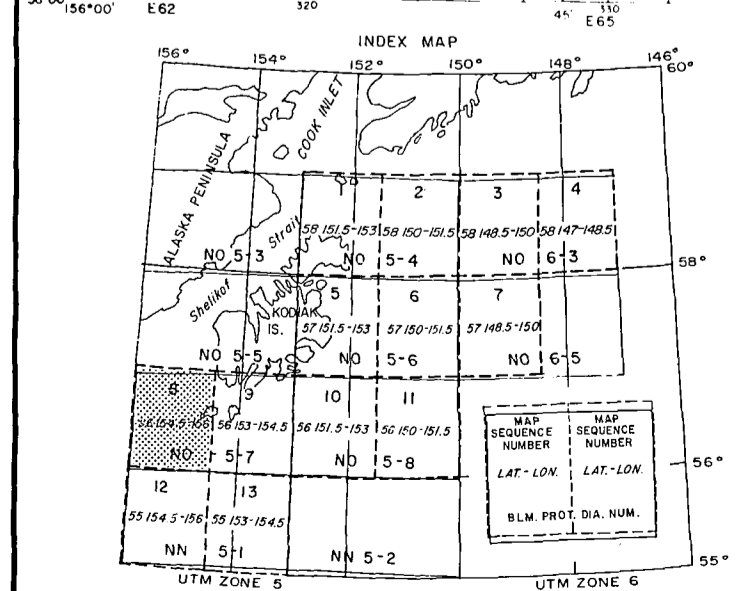 156°00' E62 320 45' 330 E65
INDEX MAP
156° 154° 152° 150° 148° 146°
60°
ALASKA PENINSULA
COOK INLET
1 2 3 4
58 151.5-153 58 150-151.5 58 148.5-150 58 147-148.5
Strait
NO 5-3 NO 5-4 NO 6-3
58°
Shelikof
5 6 7
KODIAK
IS.
57 151.5-153 57 150-151.5 57 148.5-150
NO 5-5 NO 5-6 NO 6-5
8 9 10 11
56 154.5-156 56 153-154.5 56 151.5-153 56 150-151.5
NO 5-7 NO 5-8
MAP SEQUENCE NUMBER
MAP SEQUENCE NUMBER
LAT.-LON. LAT.-LON.
BLM. PROT. DIA. NUM.
56°
12 13
55 154.5-156 55 153-154.5
NN 5-1 NN 5-2
55°
UTM ZONE 5 UTM ZONE 6